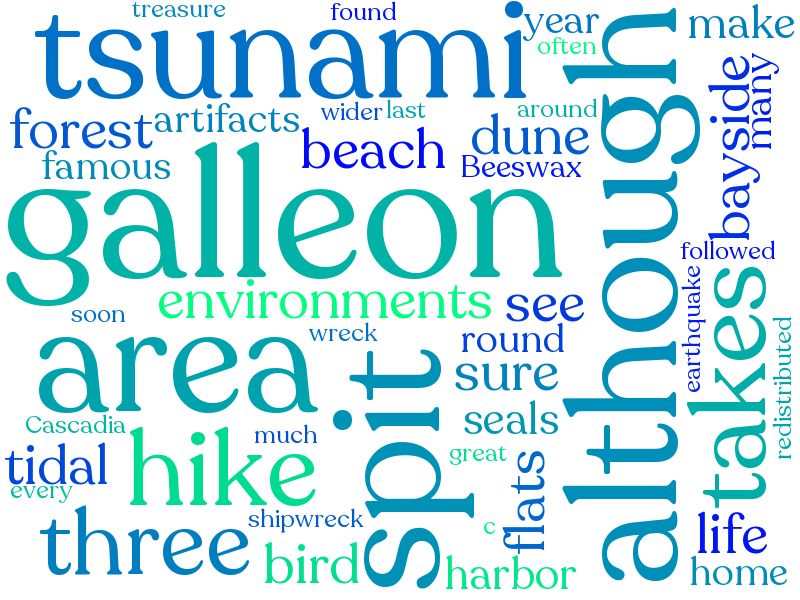 treasure
found
year
make
tsunami
often
although
forest
artifacts
wider
last
around
dune
bayside
many
famous
beach
Beeswax
galleon
followed
environments
see
earthquake
takes
soon
wreck
round
redistributed
area
spit
sure
Cascadia
much
seals
tidal
hike
great
flats
every
three
shipwreck
c
life
bird
harbor
home